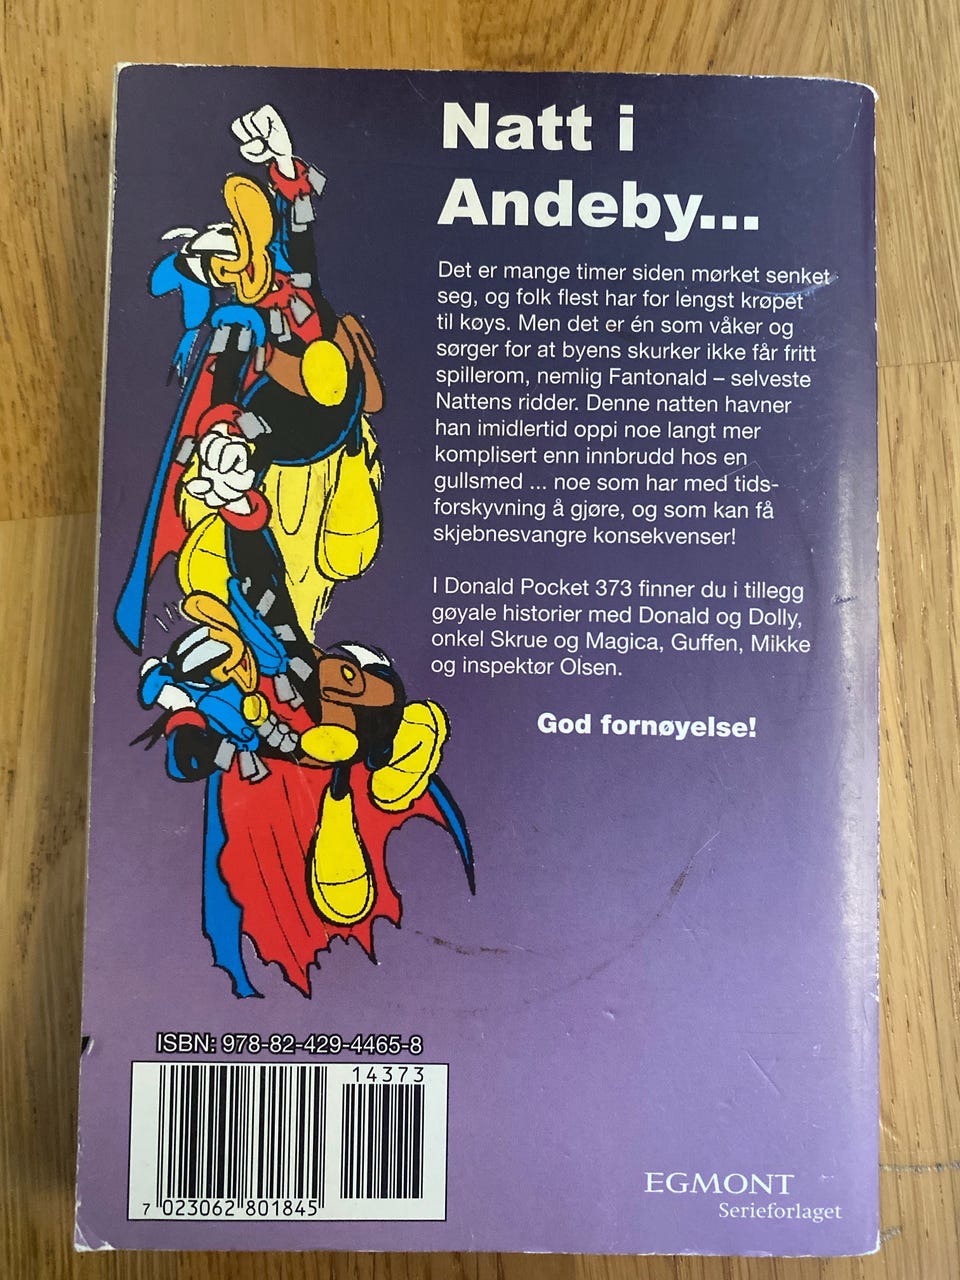 Natt i
Andeby...
Det er mange timer siden mørket senket
seg, og folk flest har for lengst krøpet
til køys. Men det er én som våker og
sørger for at byens skurker ikke får fritt
spillerom, nemlig Fantonald – selveste
Nattens ridder. Denne natten havner
han imidlertid oppi noe langt mer
komplisert enn innbrudd hos en
gullsmed ... noe som har med tids-
forskyvning å gjøre, og som kan få
skjebnesvangre konsekvenser!
I Donald Pocket 373 finner du i tillegg
gøyale historier med Donald og Dolly,
onkel Skrue og Magica, Guffen, Mikke
og inspektør Olsen.
God fornøyelse!
ISBN: 978-82-429-4465-8
14373
7 023062 801845
EGMONT
Serieforlaget